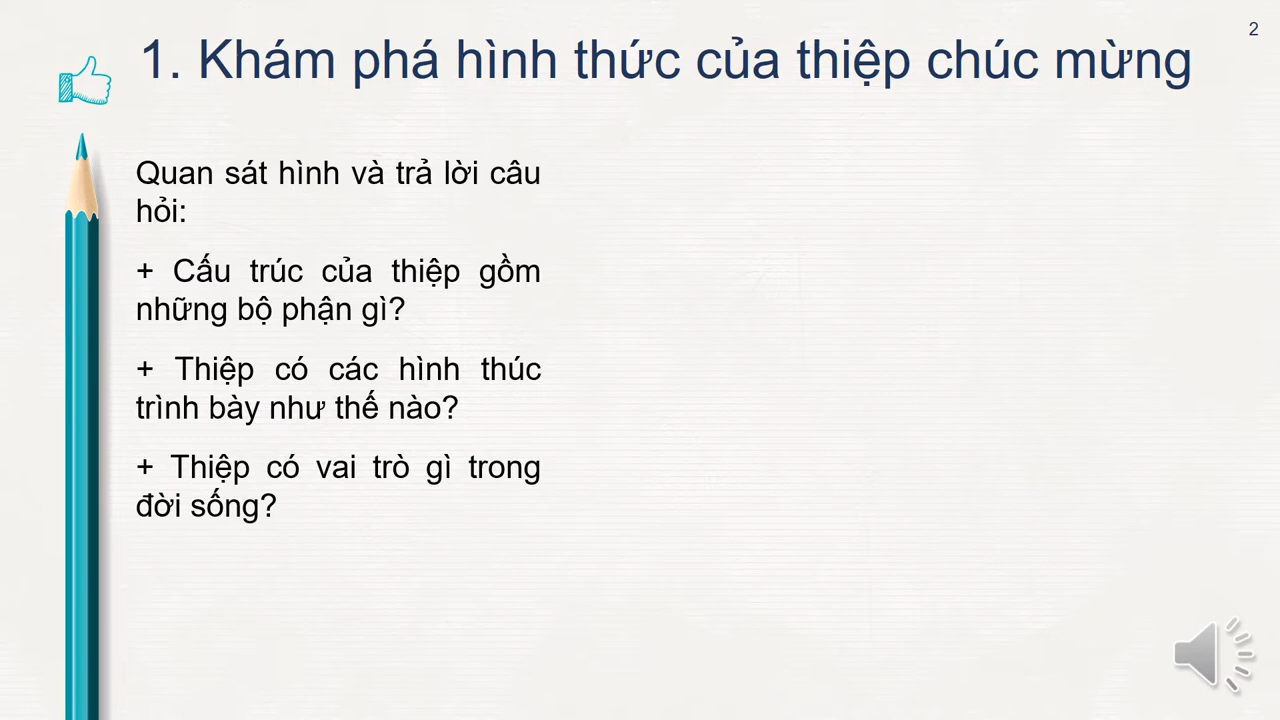 2
1. Khám phá hình thức của thiệp chúc mừng
Quan sát hình và trả lời câu
hỏi:
+ Cấu trúc của thiệp gồm
những bộ phận gì?
+ Thiệp có các hình thúc
trình bày như thế nào?
+ Thiệp có vai trò gì trong
đời sống?